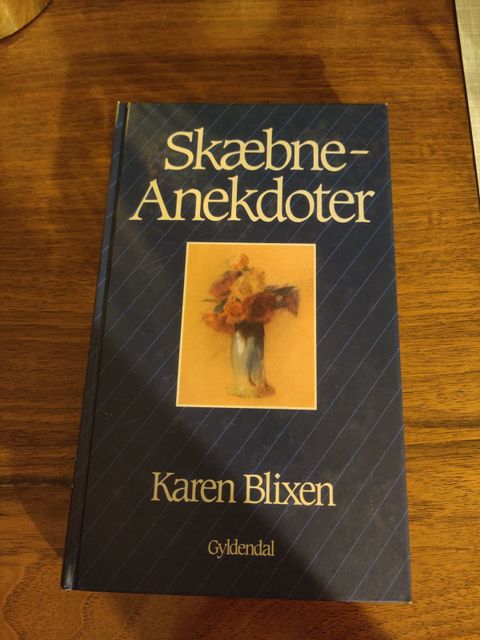 Skæbne-
Anekdoter
Karen Blixen
Gyldendal